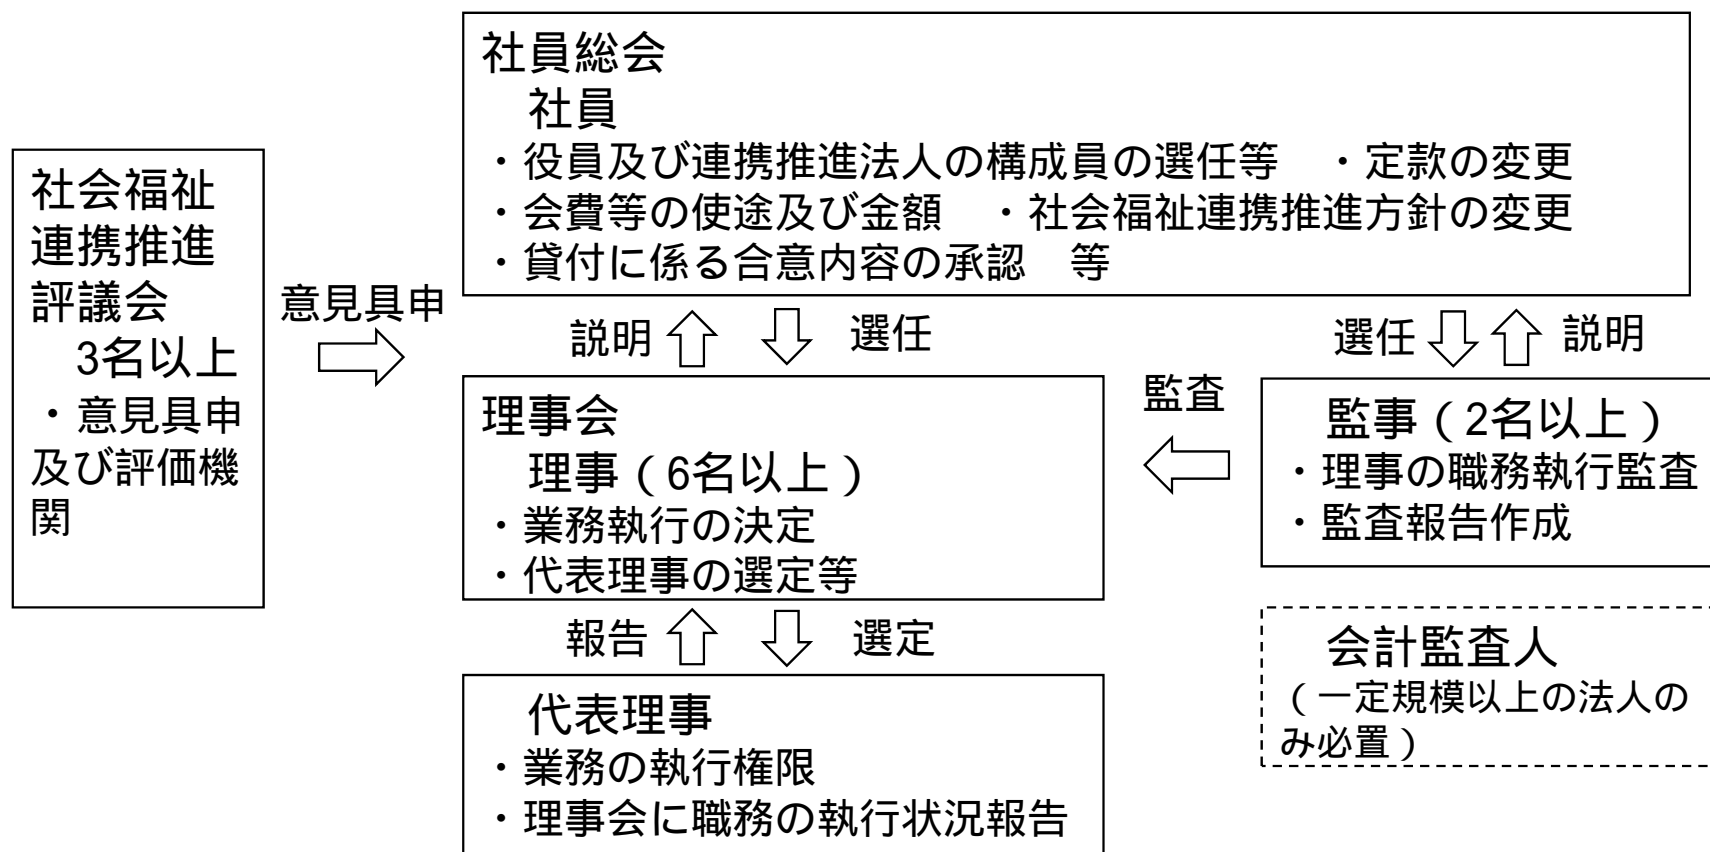 社員総会
社員
・役員及び連携推進法人の構成員の選任等　・定款の変更
・会費等の使途及び金額　・社会福祉連携推進方針の変更
・貸付に係る合意内容の承認　等
社会福祉
連携推進
評議会
3名以上
・意見具申
及び評価機
関
意見具申
説明
選任
選任
説明
理事会
理事（6名以上）
・業務執行の決定
・代表理事の選定等
監査
監事（2名以上）
・理事の職務執行監査
・監査報告作成
報告
選定
代表理事
・業務の執行権限
・理事会に職務の執行状況報告
会計監査人
（一定規模以上の法人の
み必置）